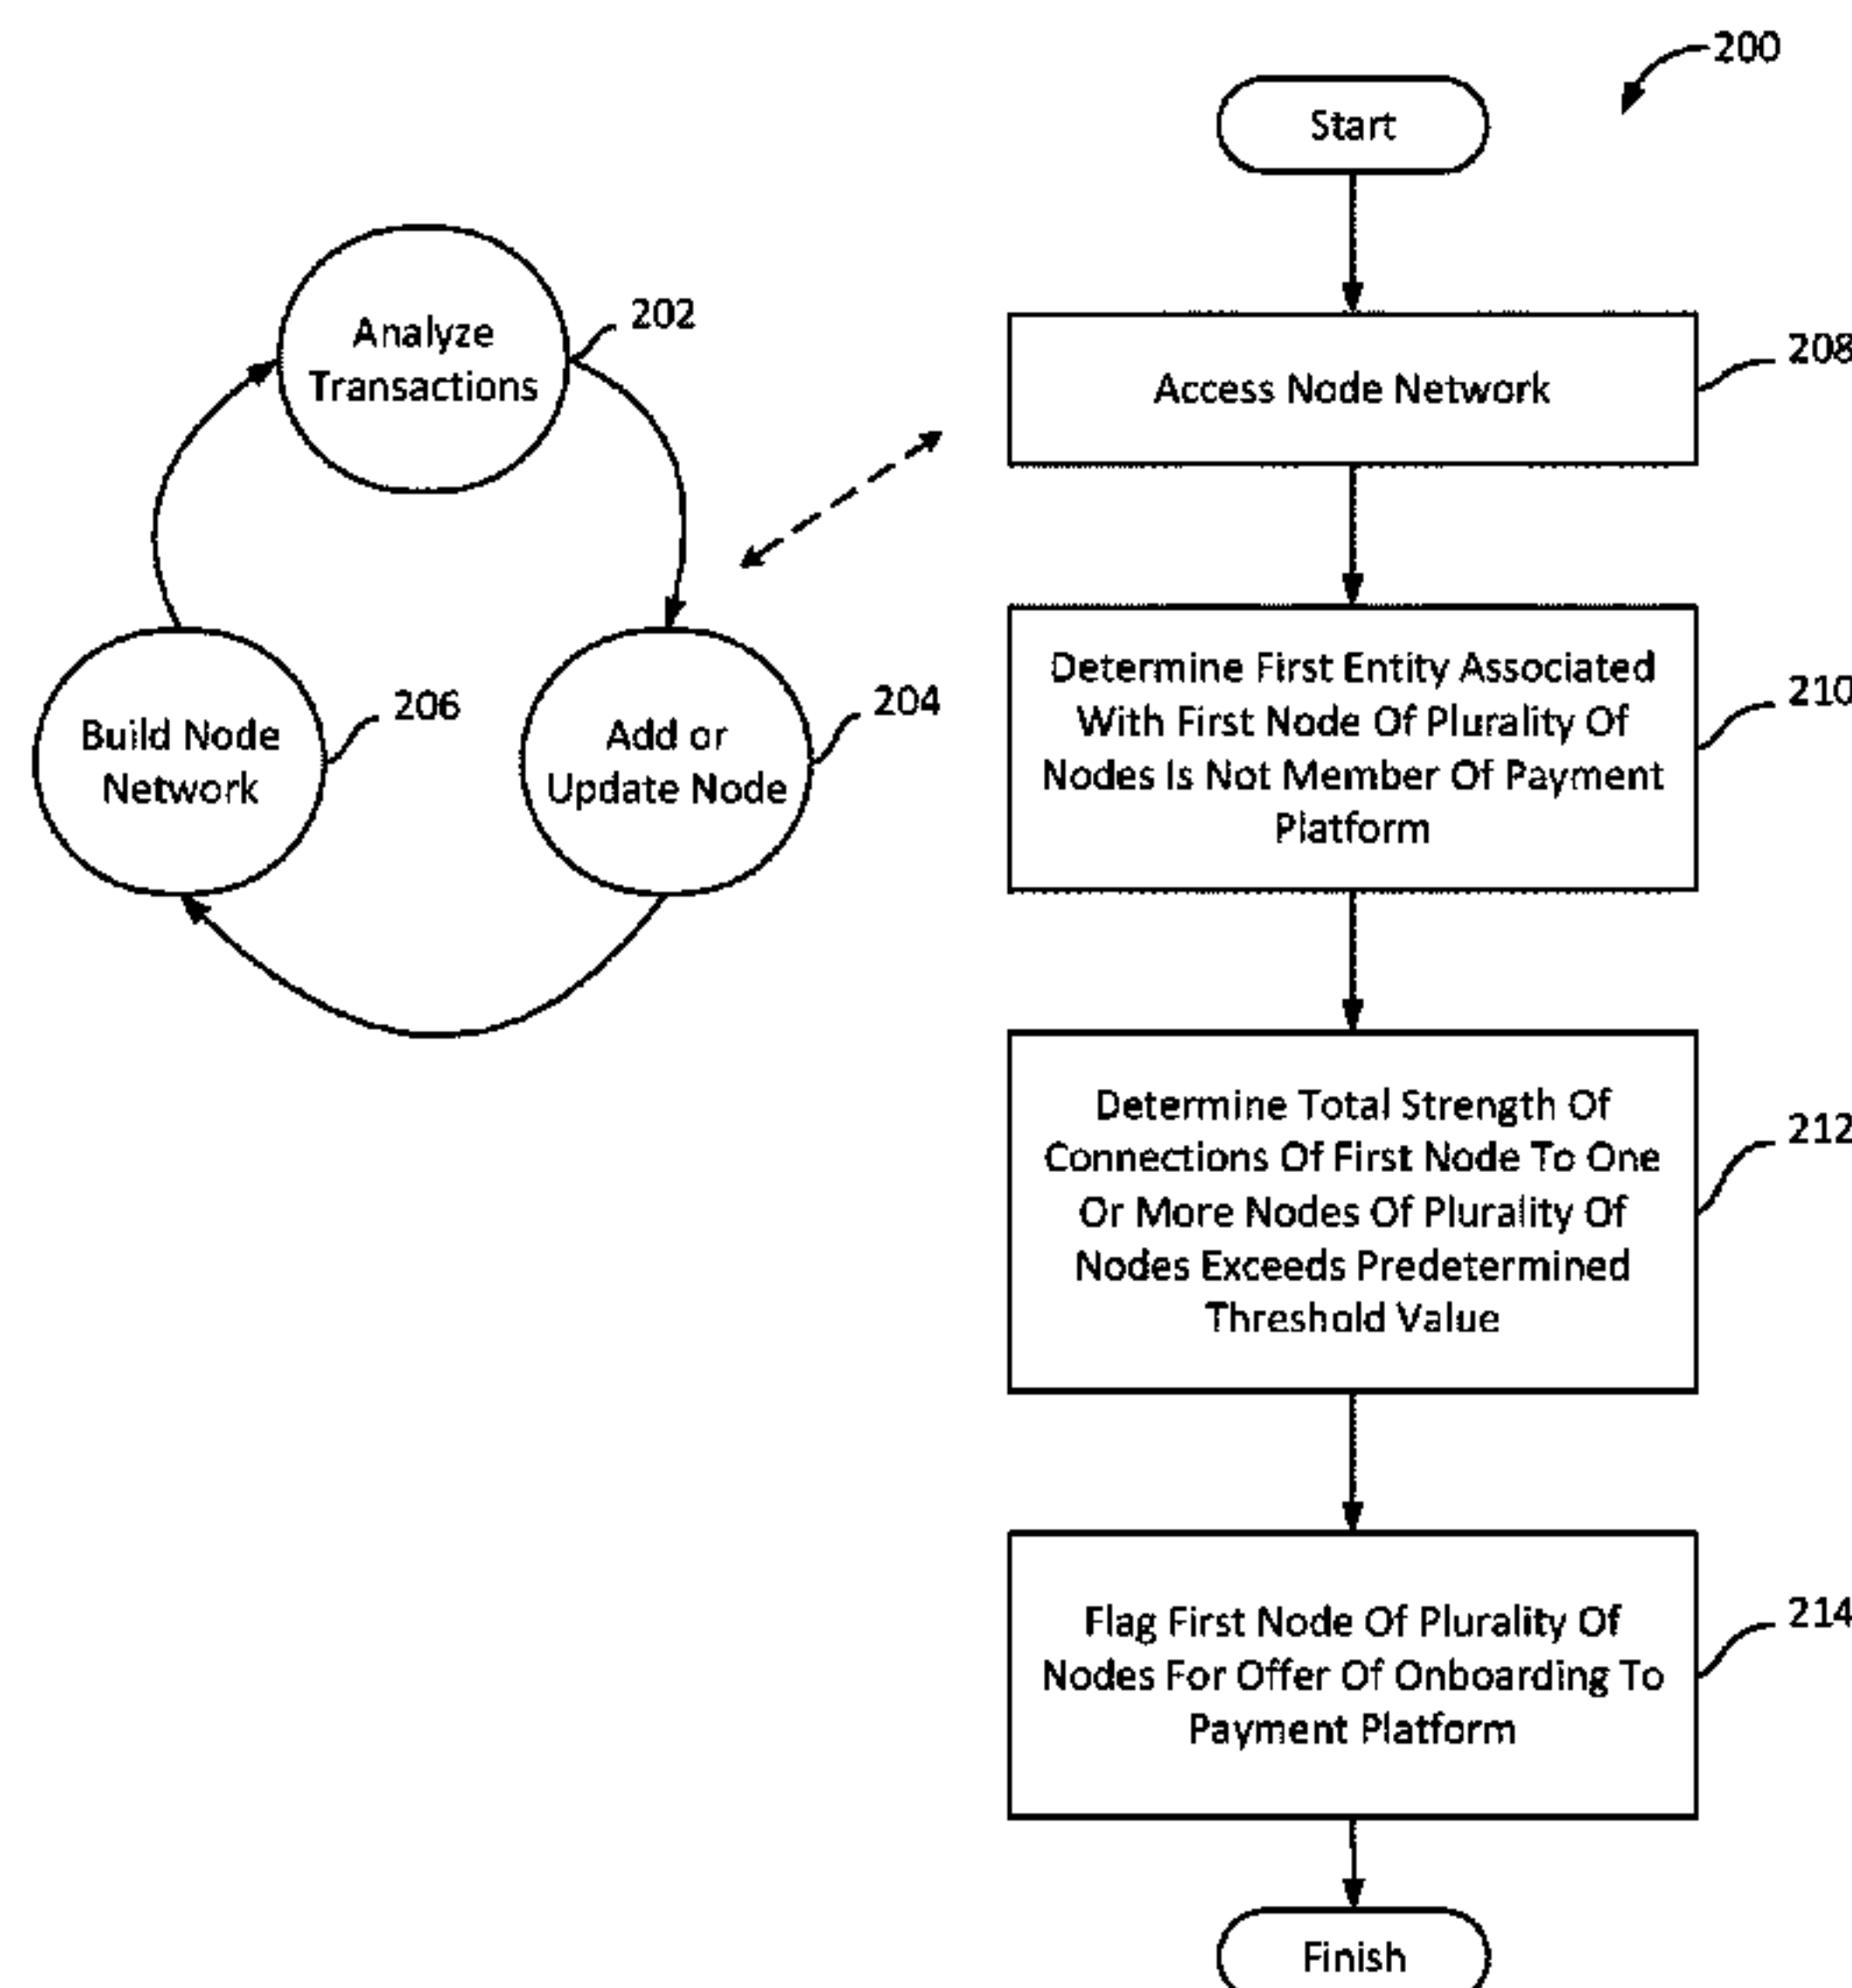 200
Start
Analyze
Transactions
202
Access Node Network
208
Build Node
Network
206
Add or
Update Node
204
Determine First Entity Associated
With First Node Of Plurality Of
Nodes Is Not Member Of Payment
Platform
210
Determine Total Strength Of
Connections Of First Node To One
Or More Nodes Of Plurality Of
Nodes Exceeds Predetermined
Threshold Value
212
Flag First Node Of Plurality Of
Nodes For Offer Of Onboarding To
Payment Platform
214
Finish